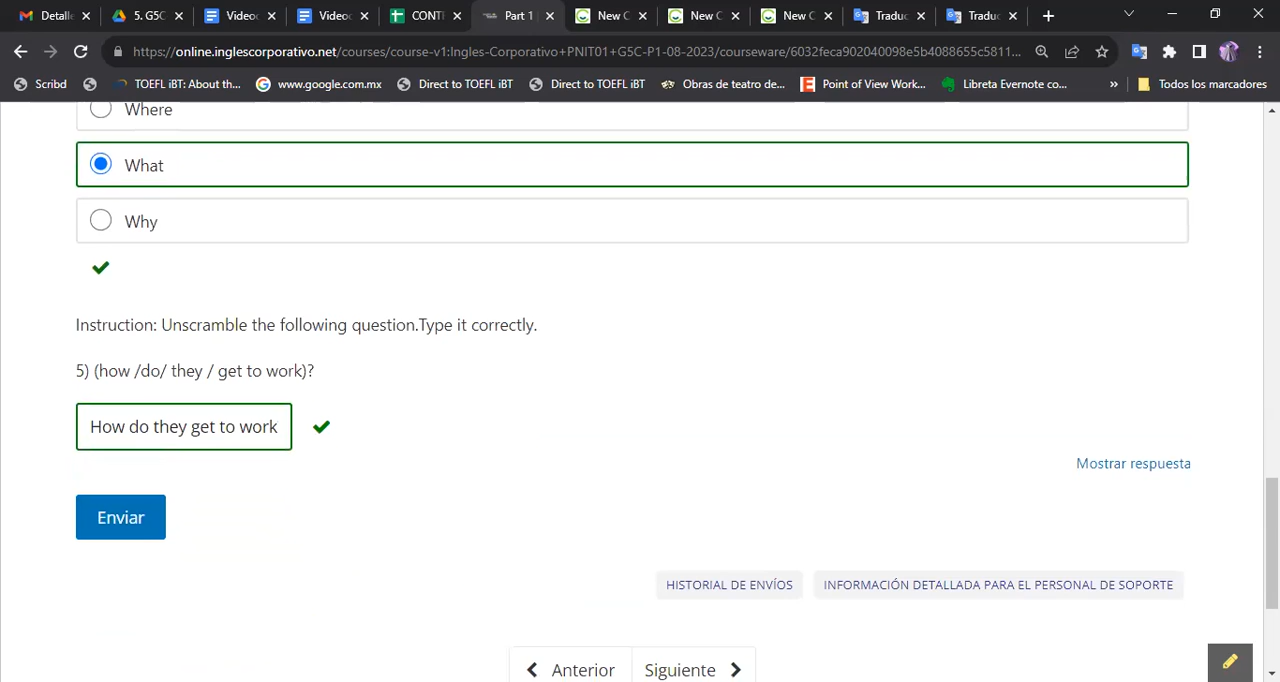 Detalle
5. G5C
Video
Video
CONT
Part 1
New C
New C
New C
Traduc
Traduc
https://online.inglescorporativo.net/courses/course-v1:Ingles-Corporativo+PNIT01+G5C-P1-08-2023/courseware/6032feca902040098e5b4088655c5811...
Scribd
TOEFL iBT: About th...
www.google.com.mx
Direct to TOEFL iBT
Direct to TOEFL iBT
Obras de teatro de...
Point of View Work...
Libreta Evernote co...
»
Todos los marcadores
Where
What
Why
Instruction: Unscramble the following question.Type it correctly.
5) (how /do/ they / get to work)?
How do they get to work
Mostrar respuesta
Enviar
HISTORIAL DE ENVÍOS
INFORMACIÓN DETALLADA PARA EL PERSONAL DE SOPORTE
Anterior
Siguiente